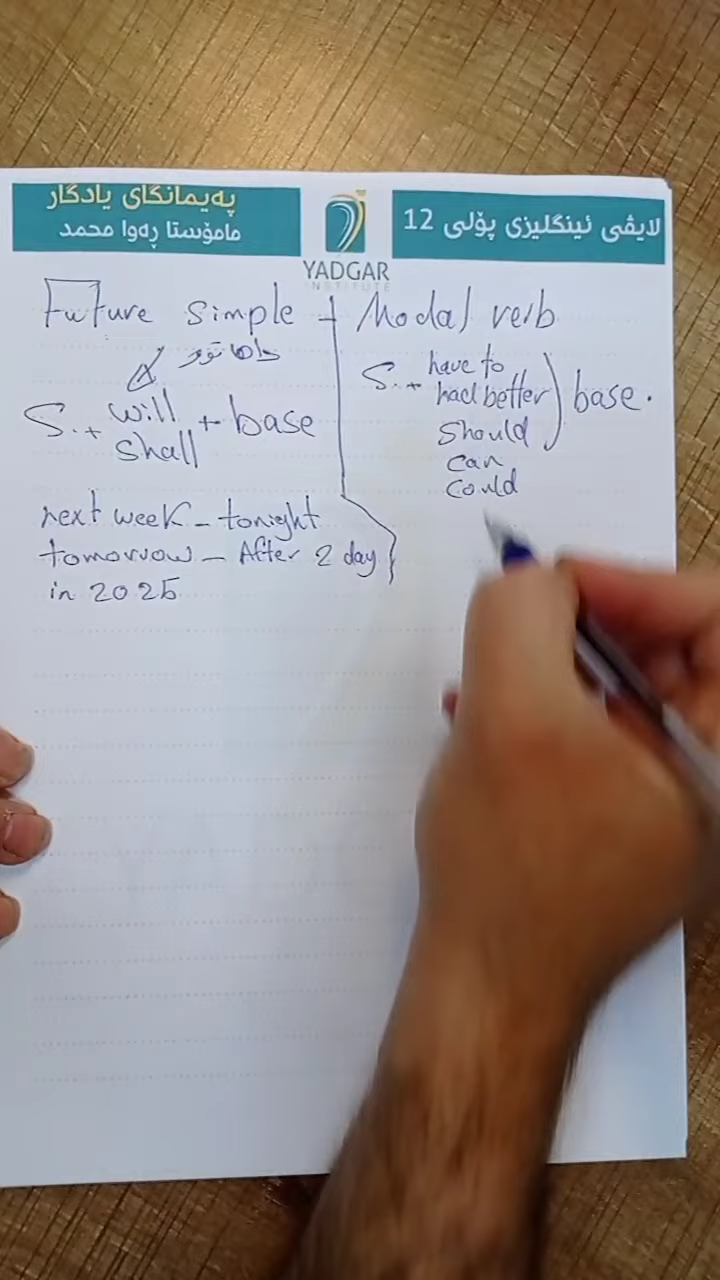 پەیمانگای یادگار
مامۆستا ڕەوا محمد
YADGAR
INSTITUTE
لایڤی ئینگلیزی پۆلی 12
Future simple + Modal verb
داهاتوو
S. + will + base
shall
next week - tonight
tomorrow - After 2 day
in 2025
S. + have to
had better
should
can
could
base.